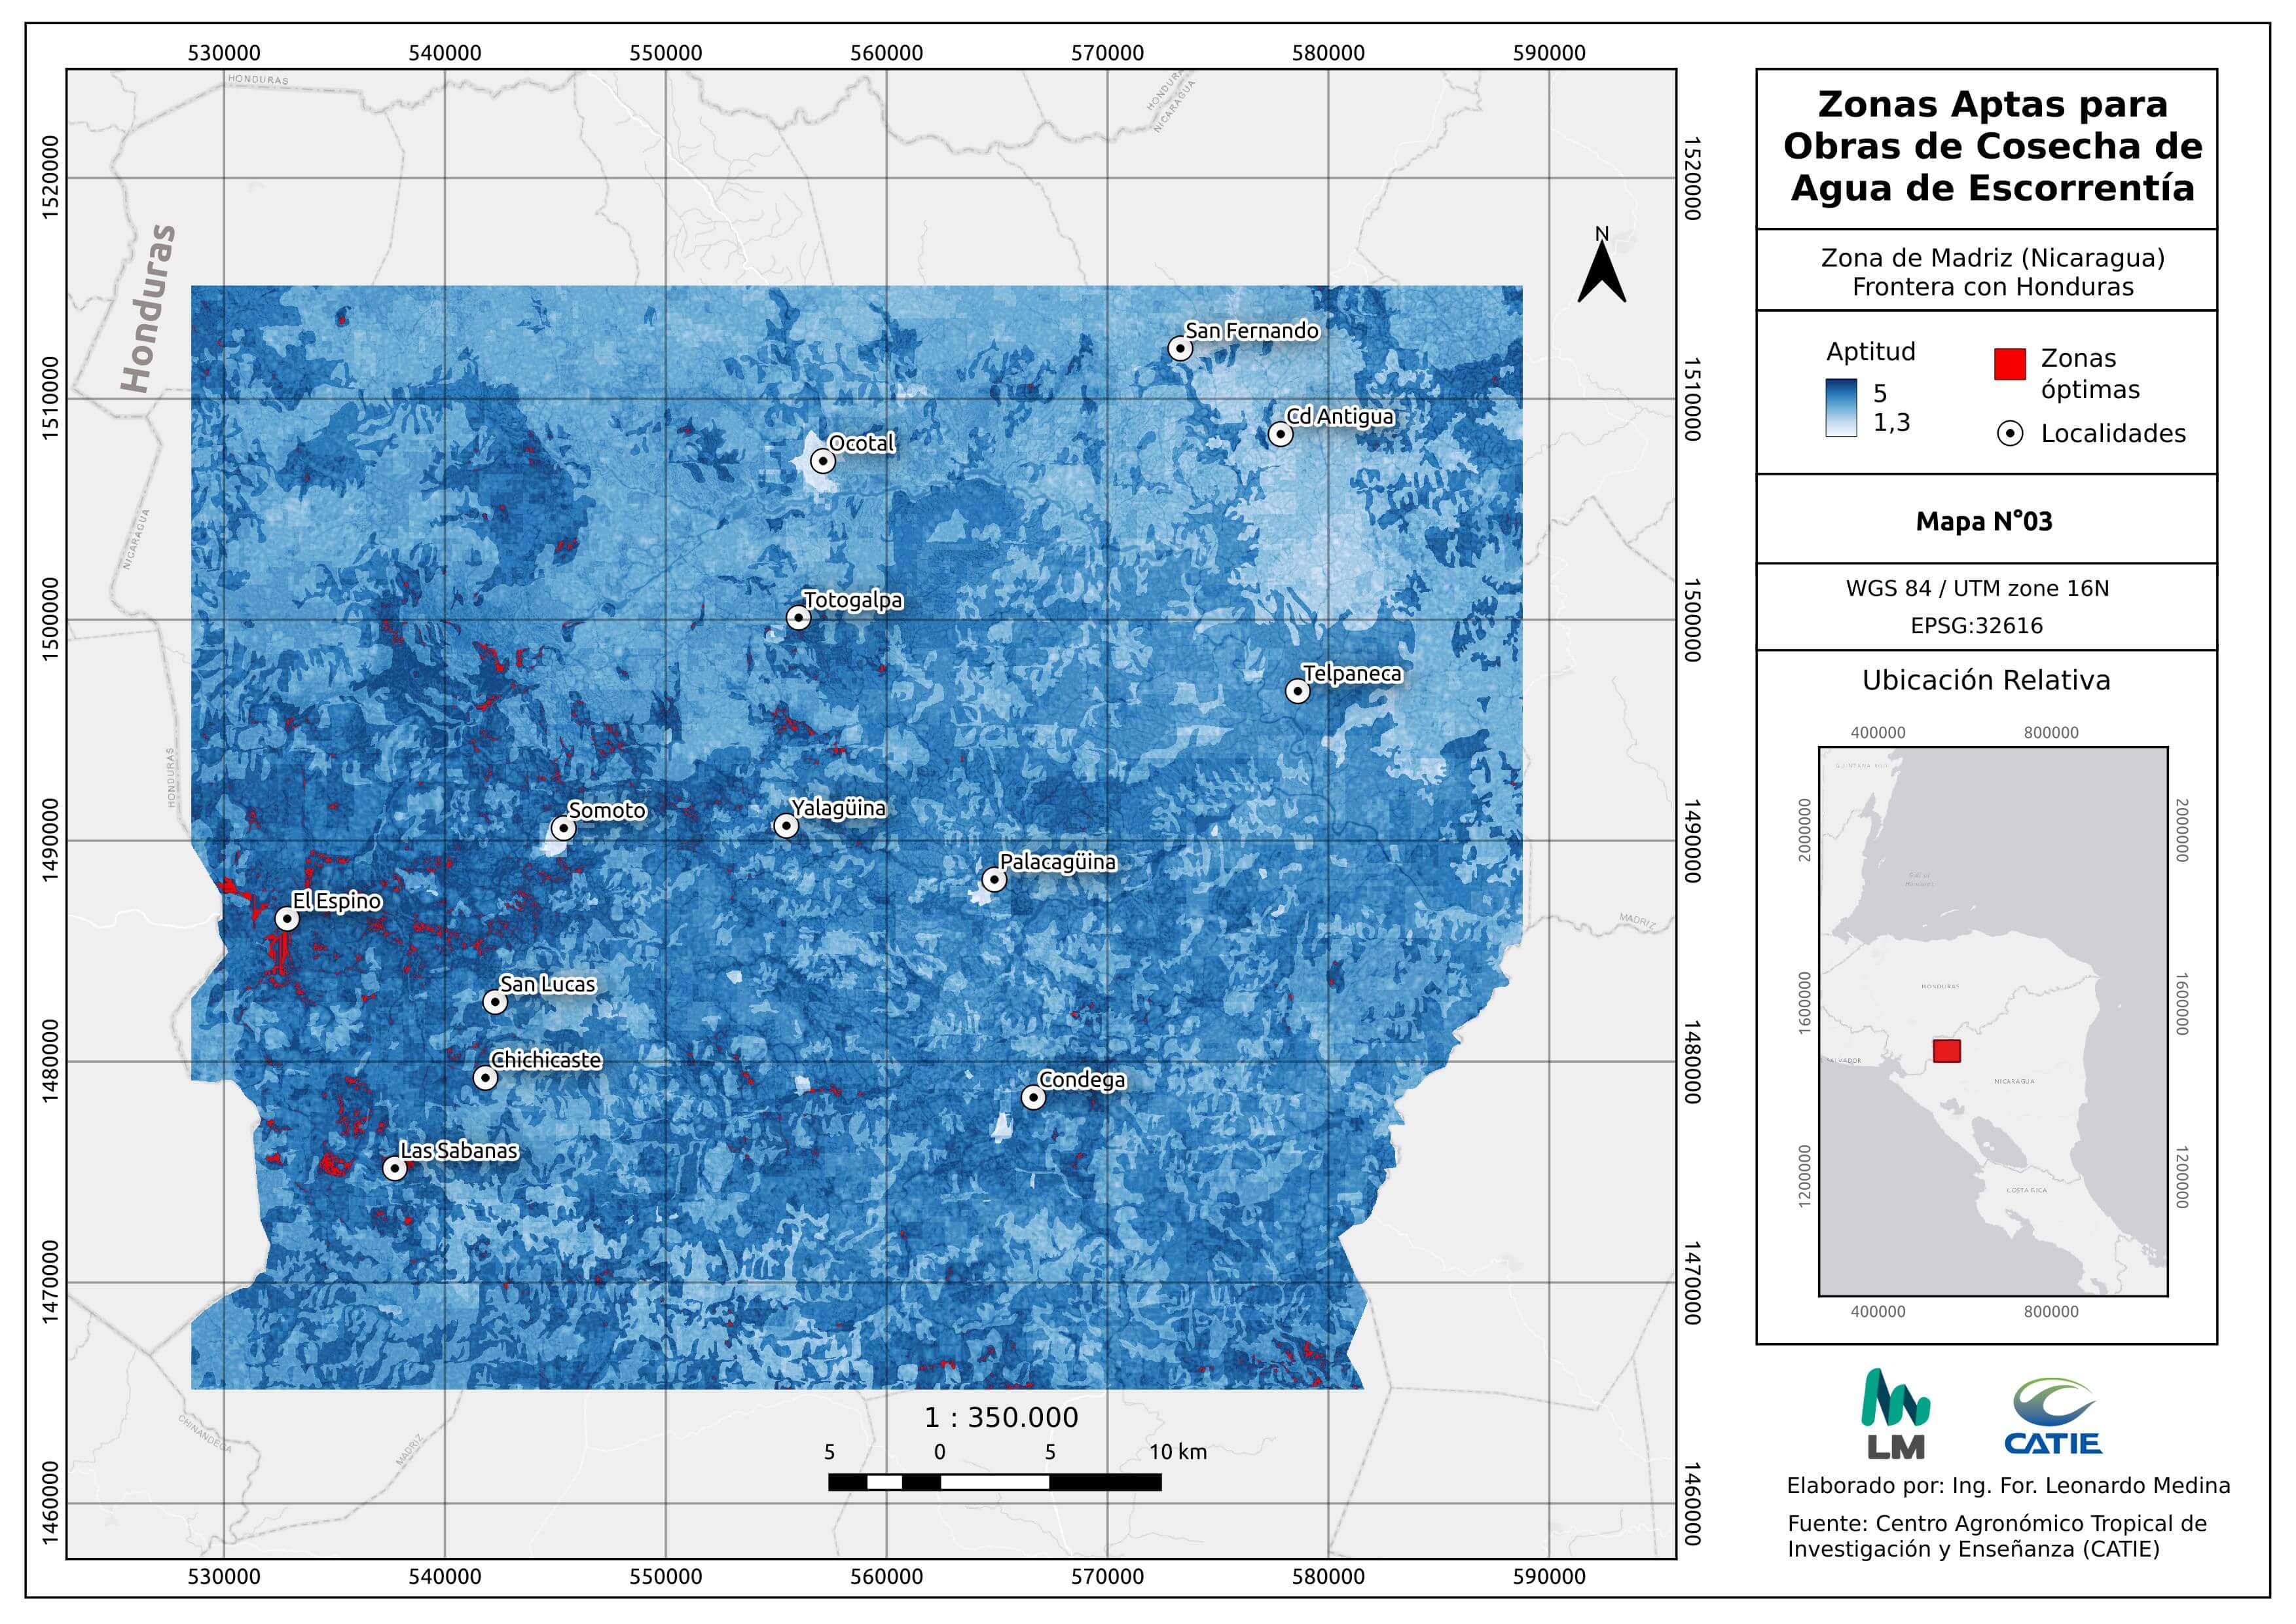 530000 540000 550000 560000 570000 580000 590000
HONDURAS
HONDURAS
NICARAGUA
1520000
1520000
Honduras
N
San Fernando
1510000
1510000
Cd Antigua
Ocotal
NICARAGUA
Totogalpa
1500000
1500000
Telpaneca
HONDURAS
Somoto
Yalagüina
1490000
1490000
Palacagüina
El Espino
MADRIZ
San Lucas
Chichicaste
1480000
1480000
Condega
Las Sabanas
1470000
1470000
CHINANDEGA
MADRIZ
1 : 350.000
5 0 5 10 km
1460000
1460000
530000 540000 550000 560000 570000 580000 590000
Zonas Aptas para
Obras de Cosecha de
Agua de Escorrentía
Zona de Madriz (Nicaragua)
Frontera con Honduras
Aptitud
5
1,3
Zonas
óptimas
Localidades
Mapa N°03
WGS 84 / UTM zone 16N
EPSG:32616
Ubicación Relativa
400000 800000
2000000
2000000
HONDURAS
1600000
1600000
NICARAGUA
1200000
1200000
COSTA RICA
400000 800000
LM
CATIE
Elaborado por: Ing. For. Leonardo Medina
Fuente: Centro Agronómico Tropical de
Investigación y Enseñanza (CATIE)